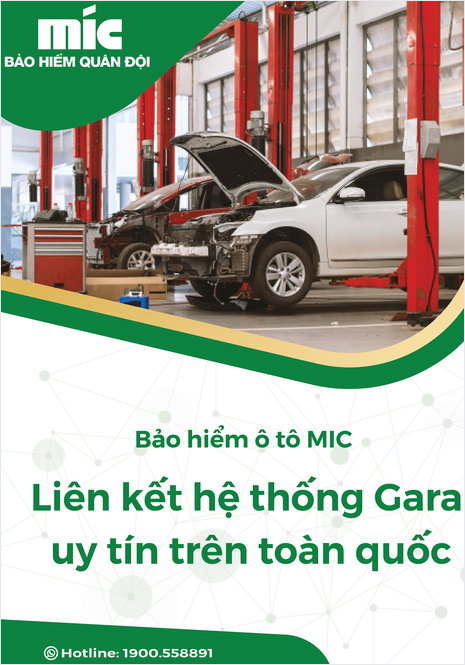 mic
BẢO HIỂM QUÂN ĐỘI
Bảo hiểm ô tô MIC
Liên kết hệ thống Gara
uy tín trên toàn quốc
Hotline: 1900.558891